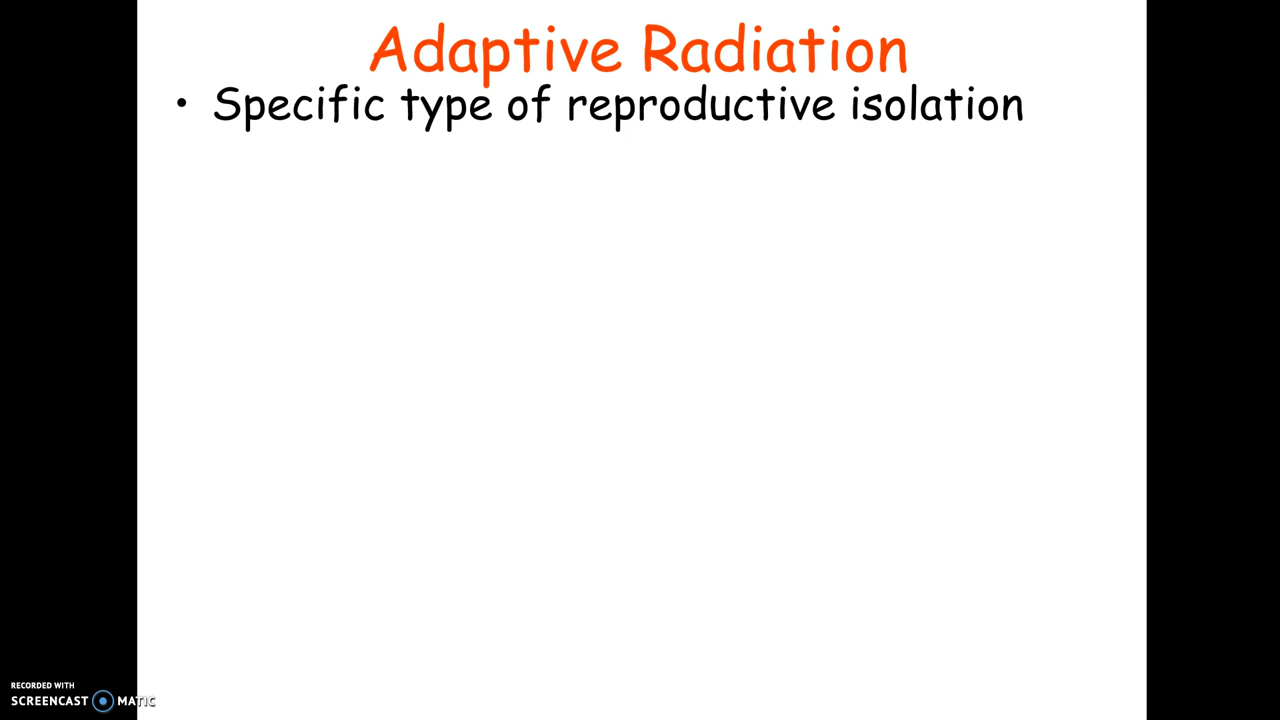 Adaptive Radiation
• Specific type of reproductive isolation
RECORDED WITH
SCREENCAST MATIC